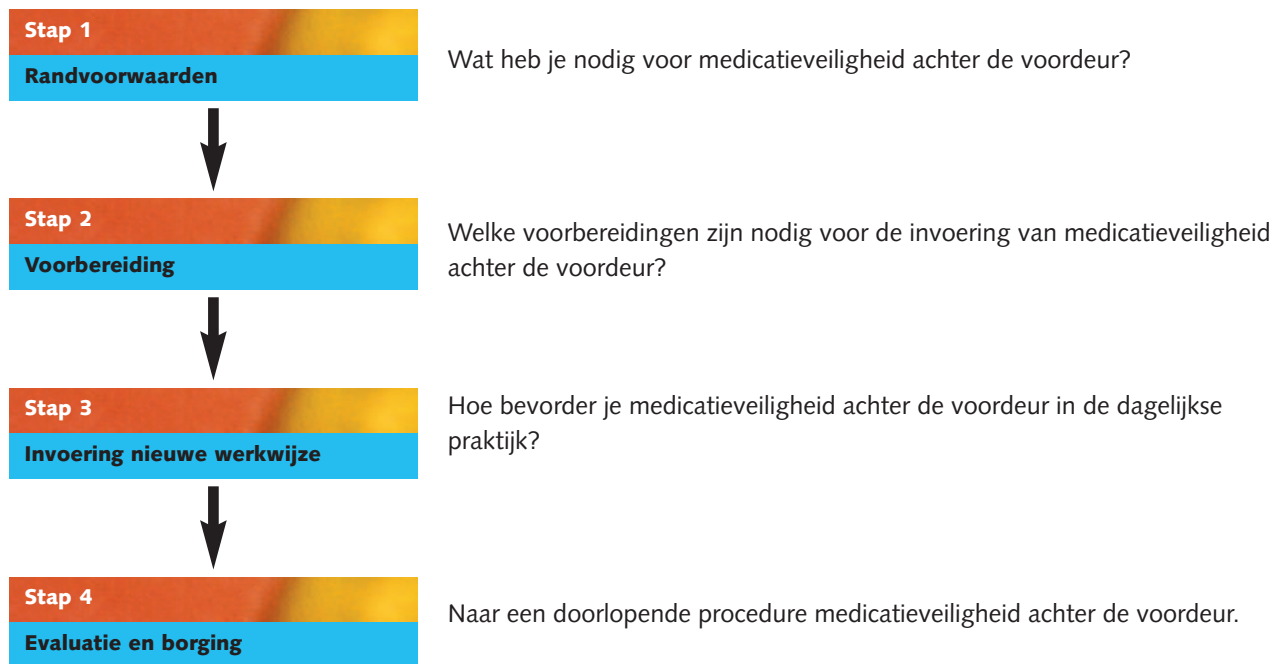 Stap 1
Randvoorwaarden
Wat heb je nodig voor medicatieveiligheid achter de voordeur?
Stap 2
Voorbereiding
Welke voorbereidingen zijn nodig voor de invoering van medicatieveiligheid
achter de voordeur?
Stap 3
Invoering nieuwe werkwijze
Hoe bevorder je medicatieveiligheid achter de voordeur in de dagelijkse
praktijk?
Stap 4
Evaluatie en borging
Naar een doorlopende procedure medicatieveiligheid achter de voordeur.